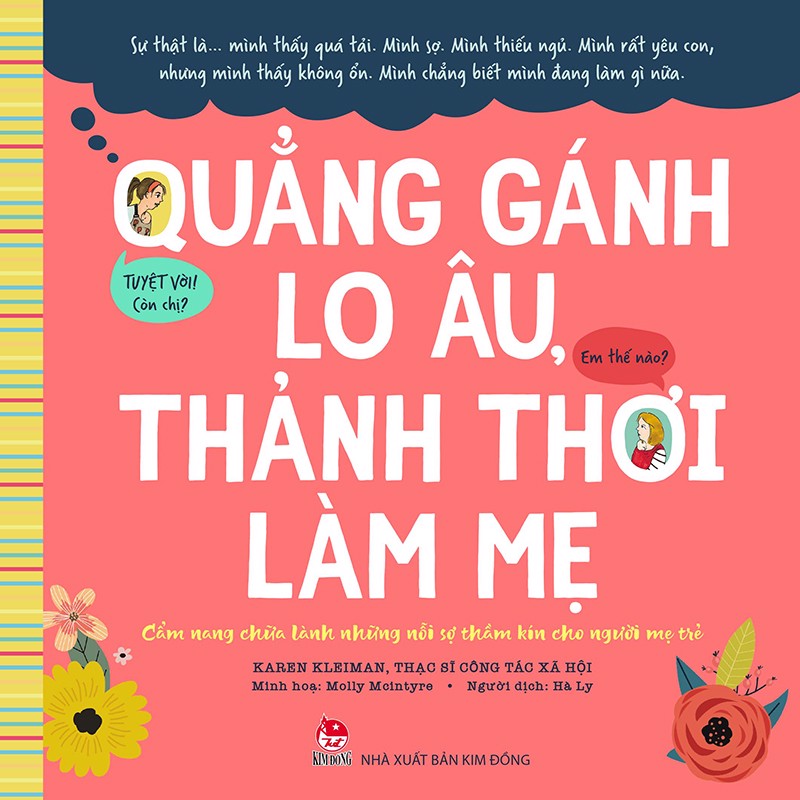 Sự thật là... mình thấy quá tải. Mình sợ. Mình thiếu ngủ. Mình rất yêu con,
nhưng mình thấy không ổn. Mình chẳng biết mình đang làm gì nữa.
QUẲNG GÁNH
TUYỆT VỜI!
Còn chị?
LO ÂU,
Em thế nào?
THẢNH THƠI
LÀM MẸ
Cẩm nang chữa lành những nỗi sợ thầm kín cho người mẹ trẻ
KAREN KLEIMAN, THẠC SĨ CÔNG TÁC XÃ HỘI
Minh hoạ: Molly Mcintyre • Người dịch: Hà Ly
KIM ĐỒNG
NHÀ XUẤT BẢN KIM ĐỒNG